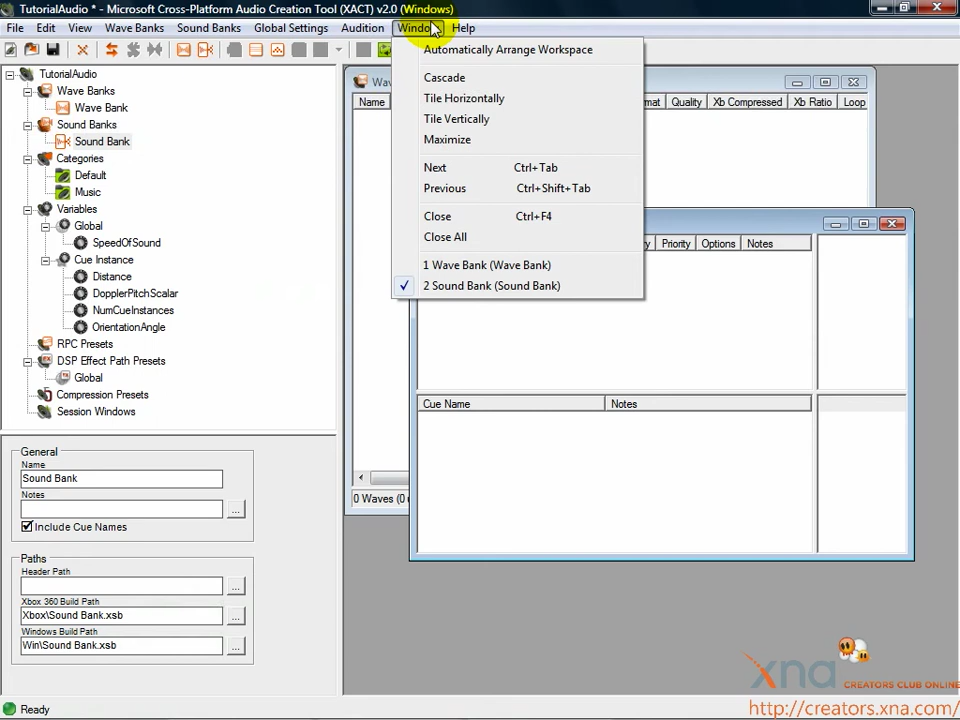 TutorialAudio * - Microsoft Cross-Platform Audio Creation Tool (XACT) v2.0 (Windows)
File Edit View Wave Banks Sound Banks Global Settings Audition Window Help
TutorialAudio
Wave Banks
Wave Bank
Sound Banks
Sound Bank
Categories
Default
Music
Variables
Global
SpeedOfSound
Cue Instance
Distance
DopplerPitchScalar
NumCueInstances
OrientationAngle
RPC Presets
DSP Effect Path Presets
Global
Compression Presets
Session Windows
General
Name
Sound Bank
Notes
...
Include Cue Names
Paths
Header Path
...
Xbox 360 Build Path
Xbox\Sound Bank.xsb
...
Windows Build Path
Win\Sound Bank.xsb
...
Ready
Automatically Arrange Workspace
Cascade
Tile Horizontally
Tile Vertically
Maximize
Next Ctrl+Tab
Previous Ctrl+Shift+Tab
Close Ctrl+F4
Close All
1 Wave Bank (Wave Bank)
2 Sound Bank (Sound Bank)
Name Quality Xb Compressed Xb Ratio Loop
0 Waves (0
Priority Options Notes
Cue Name Notes
xna CREATORS CLUB ONLINE
http://creators.xna.com/